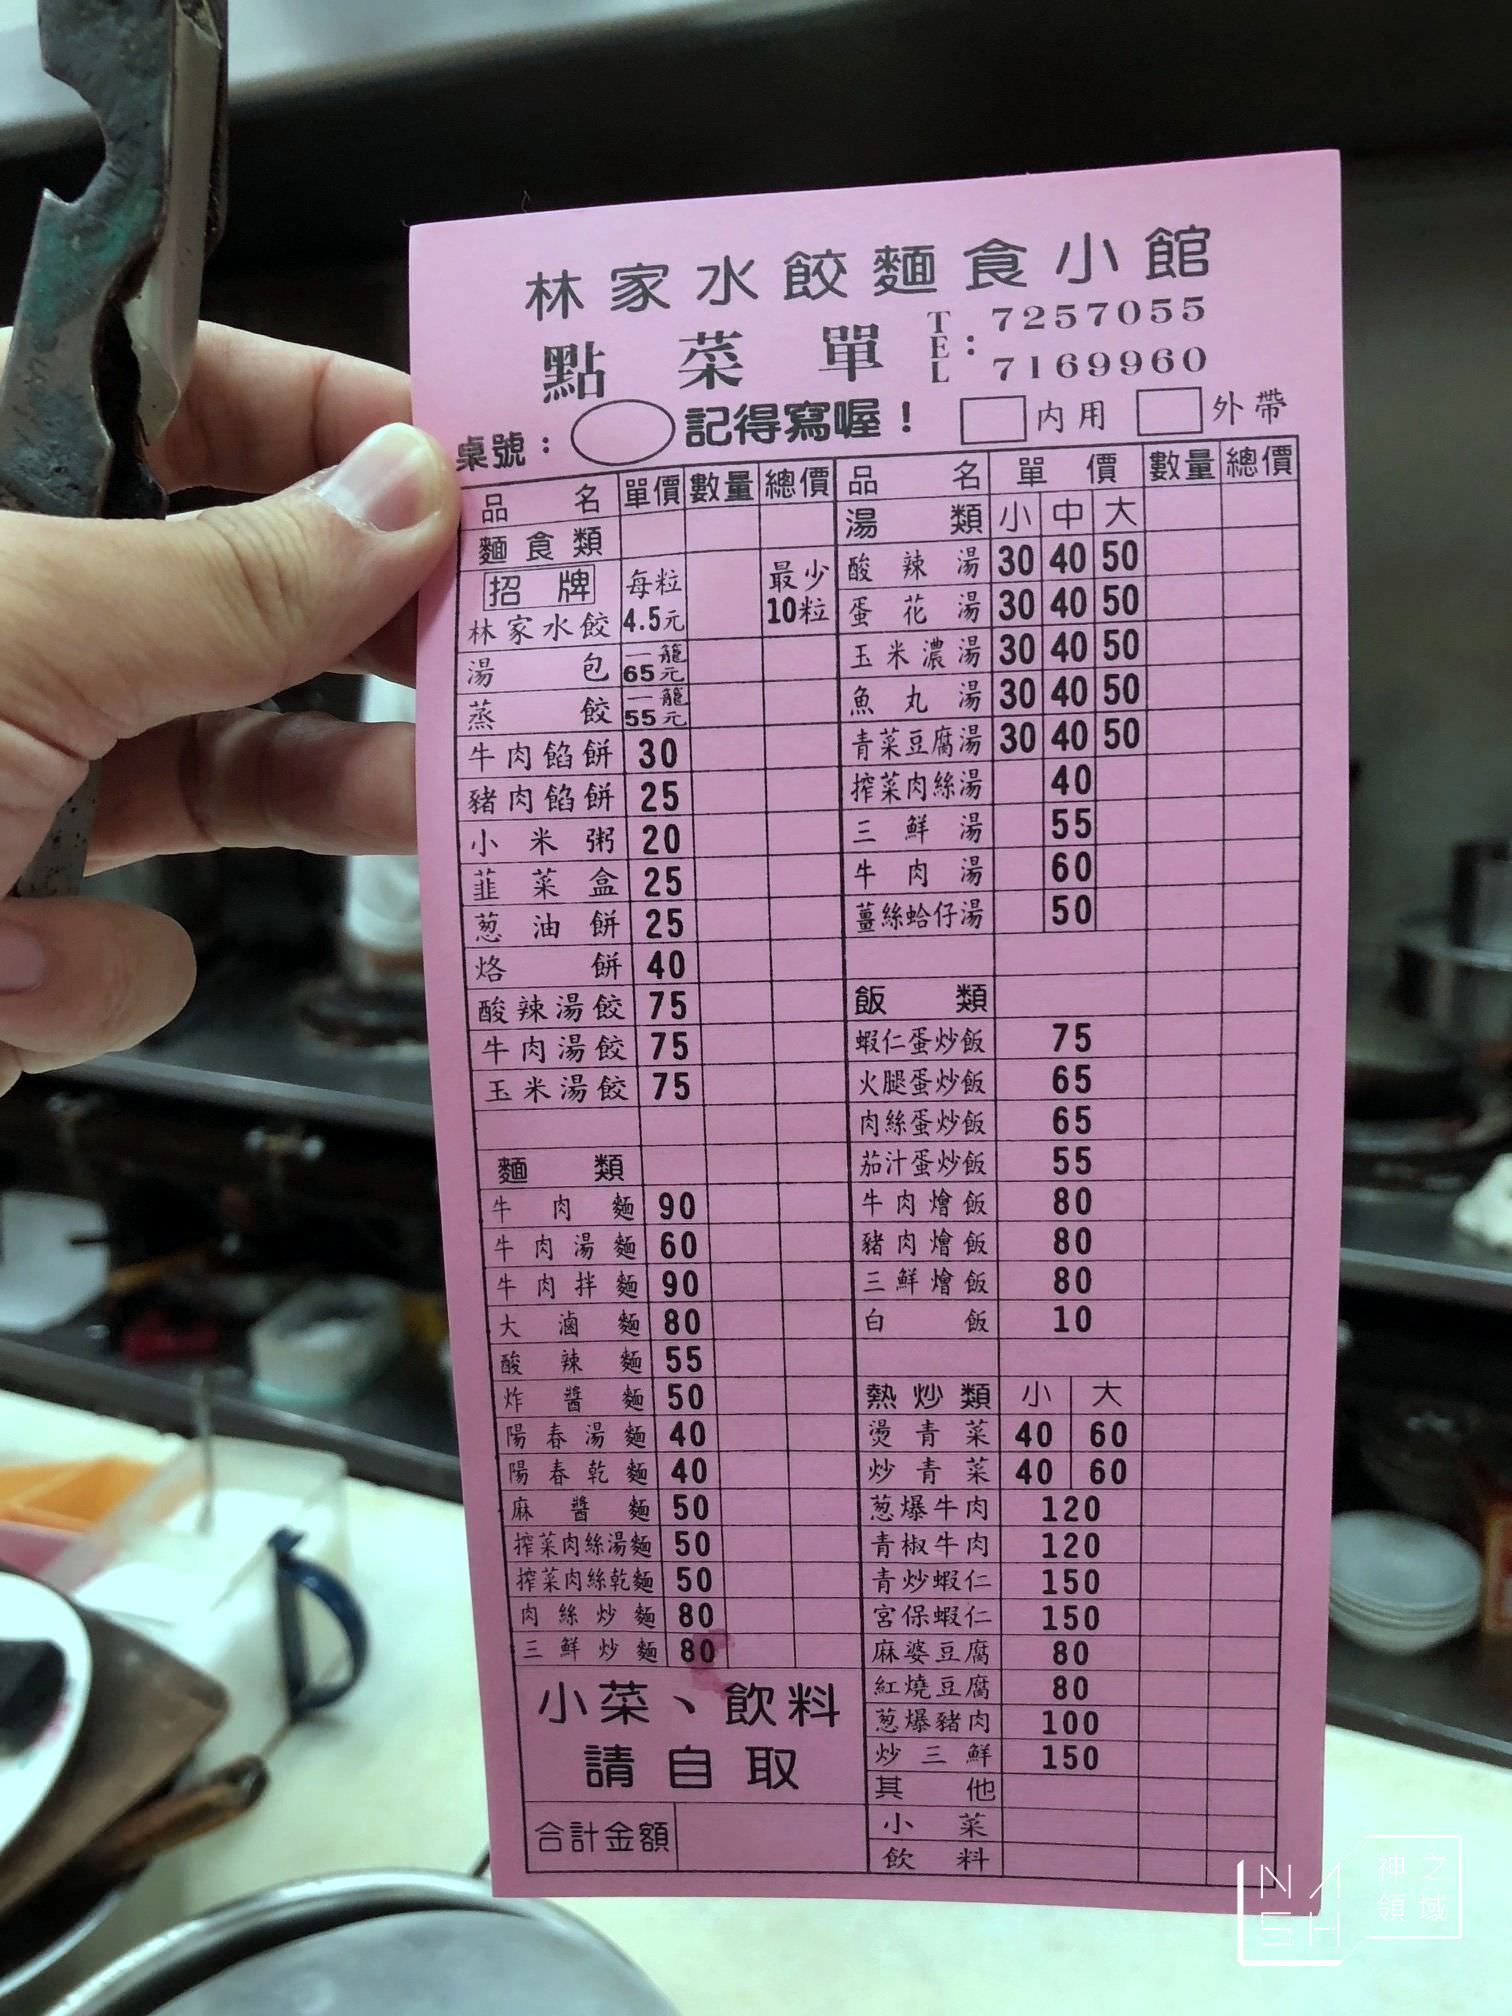 林家水餃麵食小館
點菜單 TEL: 7257055
7169960
桌號: 記得寫喔! 內用 外帶
品名 單價 數量 總價
麵食類
招牌 每粒 最少
林家水餃 4.5元 10粒
湯包 一籠65元
蒸餃 一籠55元
牛肉餡餅 30
豬肉餡餅 25
小米粥 20
韮菜盒 25
葱油餅 25
烙餅 40
酸辣湯餃 75
牛肉湯餃 75
玉米湯餃 75
麵類
牛肉麵 90
牛肉湯麵 60
牛肉拌麵 90
大滷麵 80
酸辣麵 55
炸醬麵 50
陽春湯麵 40
陽春乾麵 40
麻醬麵 50
搾菜肉絲湯麵 50
搾菜肉絲乾麵 50
肉絲炒麵 80
三鮮炒麵 80
小菜、飲料
請自取
合計金額
品名 單價 數量 總價
湯類 小 中 大
酸辣湯 30 40 50
蛋花湯 30 40 50
玉米濃湯 30 40 50
魚丸湯 30 40 50
青菜豆腐湯 30 40 50
搾菜肉絲湯 40
三鮮湯 55
牛肉湯 60
薑絲蛤仔湯 50
飯類
蝦仁蛋炒飯 75
火腿蛋炒飯 65
肉絲蛋炒飯 65
茄汁蛋炒飯 55
牛肉燴飯 80
豬肉燴飯 80
三鮮燴飯 80
白飯 10
熱炒類 小 大
燙青菜 40 60
炒青菜 40 60
葱爆牛肉 120
青椒牛肉 120
青炒蝦仁 150
宮保蝦仁 150
麻婆豆腐 80
紅燒豆腐 80
葱爆豬肉 100
炒三鮮 150
其他
小菜
飲料
NASH 神之領域